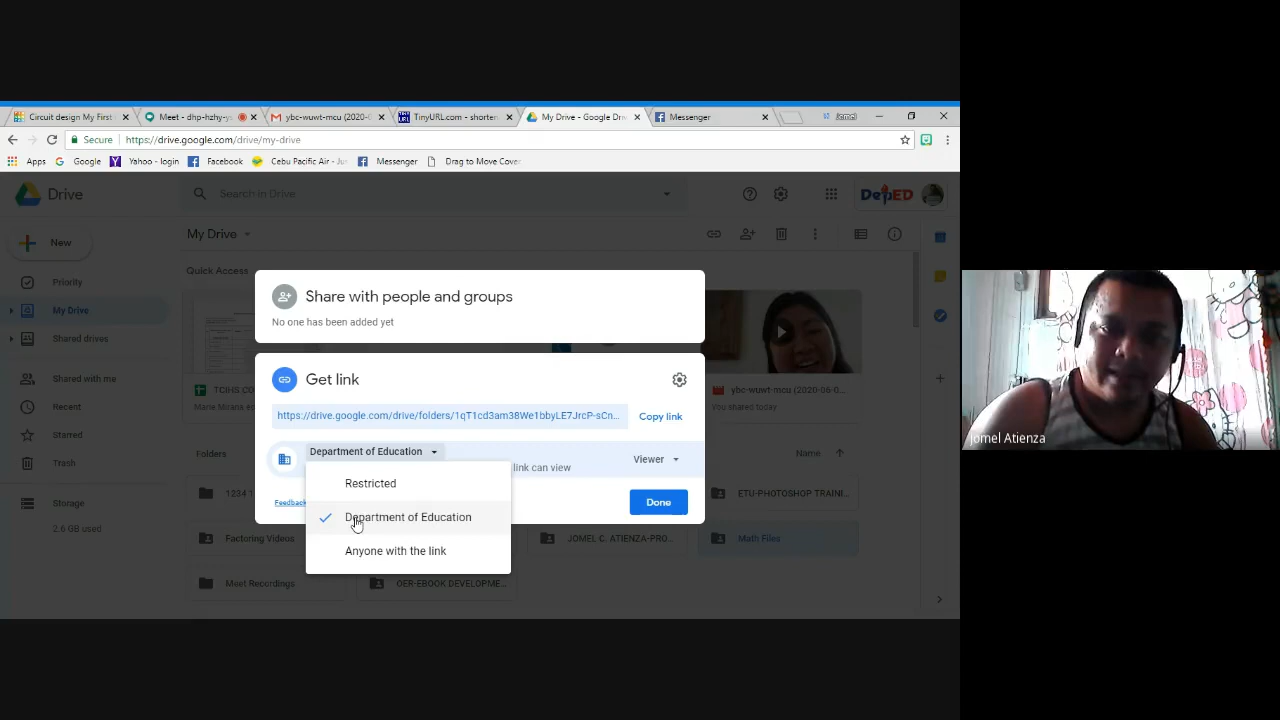 Circuit design My First
Meet - dhp-hzhy-y
ybc-wuwt-mcu (2020-0
TinyURL.com - shorten
My Drive - Google Dri
Messenger
Jomel
Secure
https://drive.google.com/drive/my-drive
Apps
Google
Yahoo - login
Facebook
Cebu Pacific Air - Ju
Messenger
Drag to Move Cover
Drive
Search in Drive
DepED
New
My Drive
Priority
Quick Access
My Drive
Shared drives
Shared with me
Recent
Starred
Trash
Storage
2.6 GB used
Share with people and groups
No one has been added yet
ybc-wuwt-mcu (2020-06-0...
You shared today
Get link
https://drive.google.com/drive/folders/1qT1cd3am38We1bbyLE7JrcP-sCn...
Copy link
Department of Education
link can view
Viewer
Restricted
Department of Education
Anyone with the link
Feedback
Done
Folders
Name
1234 1
ETU-PHOTOSHOP TRAINI...
Factoring Videos
JOMEL C. ATIENZA-PRO...
Math Files
Meet Recordings
OER-EBOOK DEVELOPME...
Jomel Atienza